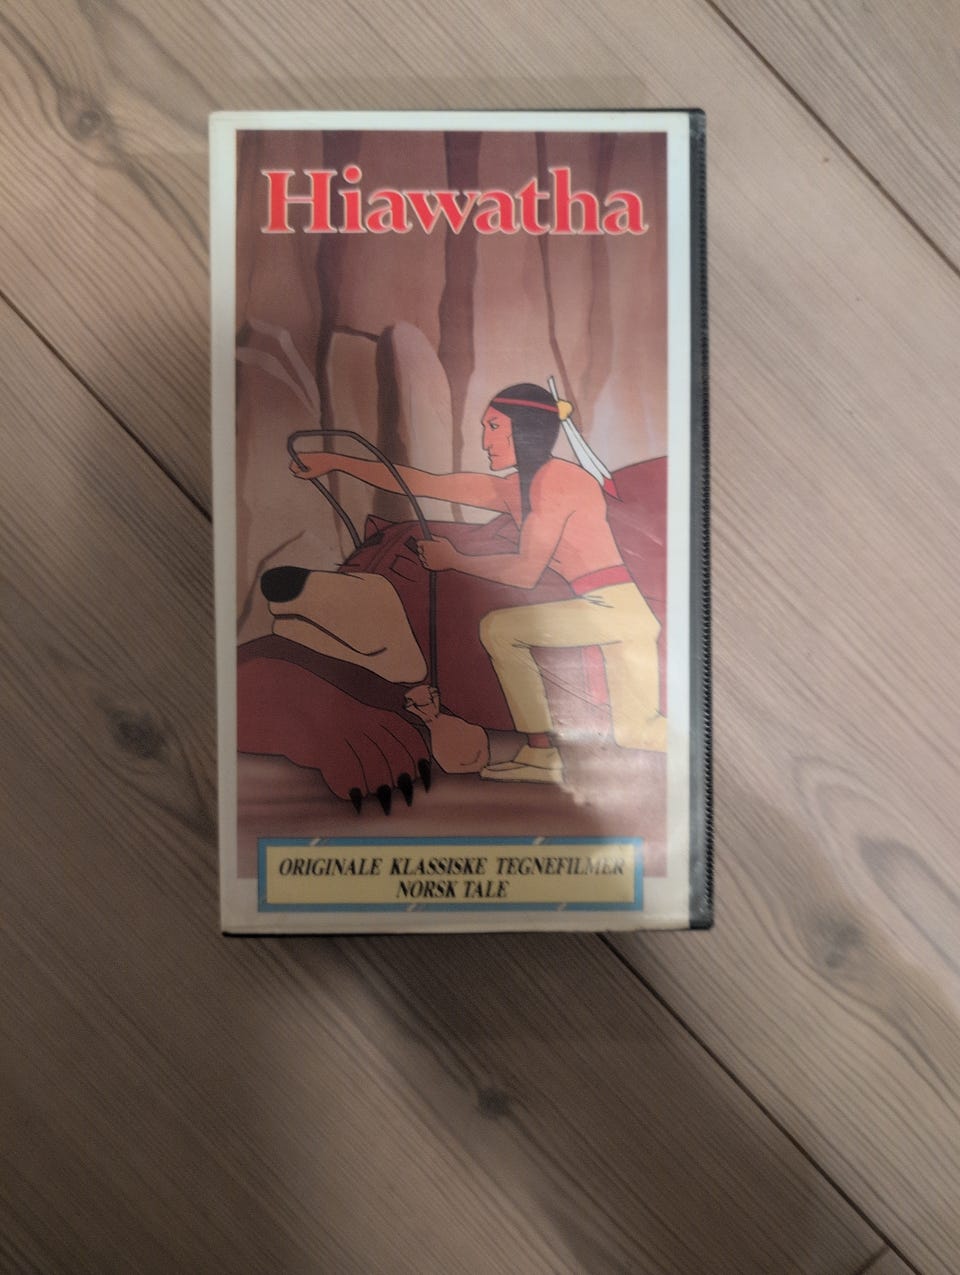 Hiawatha
ORIGINALE KLASSISKE TEGNEFILMER
NORSK TALE